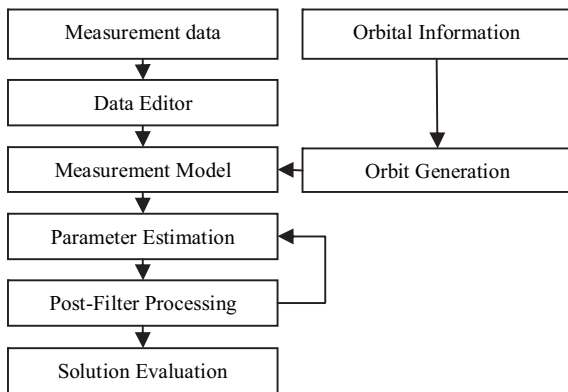 Measurement data
Orbital Information
Data Editor
Measurement Model
Orbit Generation
Parameter Estimation
Post-Filter Processing
Solution Evaluation